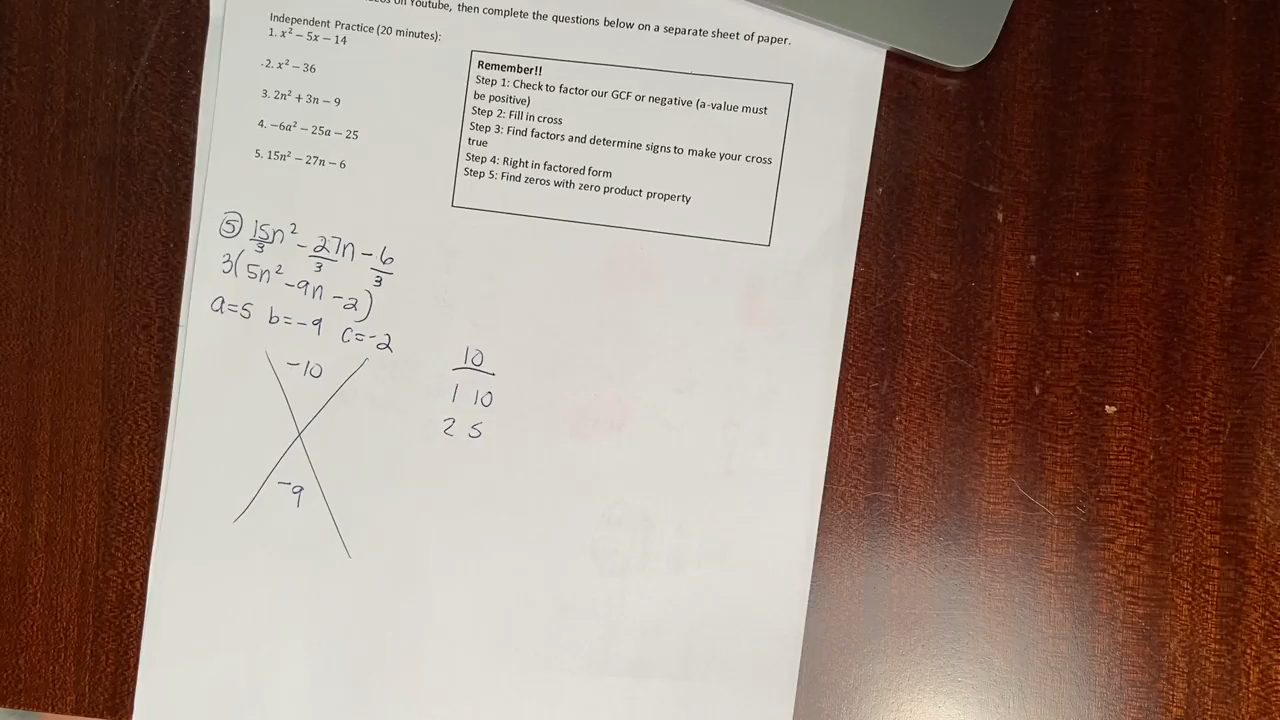 on Youtube, then complete the questions below on a separate sheet of paper.
Independent Practice (20 minutes):
1. x² − 5x − 14
2. x² − 36
3. 2n² + 3n − 9
4. −6a² − 25a − 25
5. 15n² − 27n − 6
Remember!!
Step 1: Check to factor our GCF or negative (a-value must
be positive)
Step 2: Fill in cross
Step 3: Find factors and determine signs to make your cross
true
Step 4: Right in factored form
Step 5: Find zeros with zero product property
⑤ 15n² − 27n − 6
3 3 3
3(5n² − 9n − 2)
a=5 b=−9 c=−2
−10
−9
10
1 10
2 5